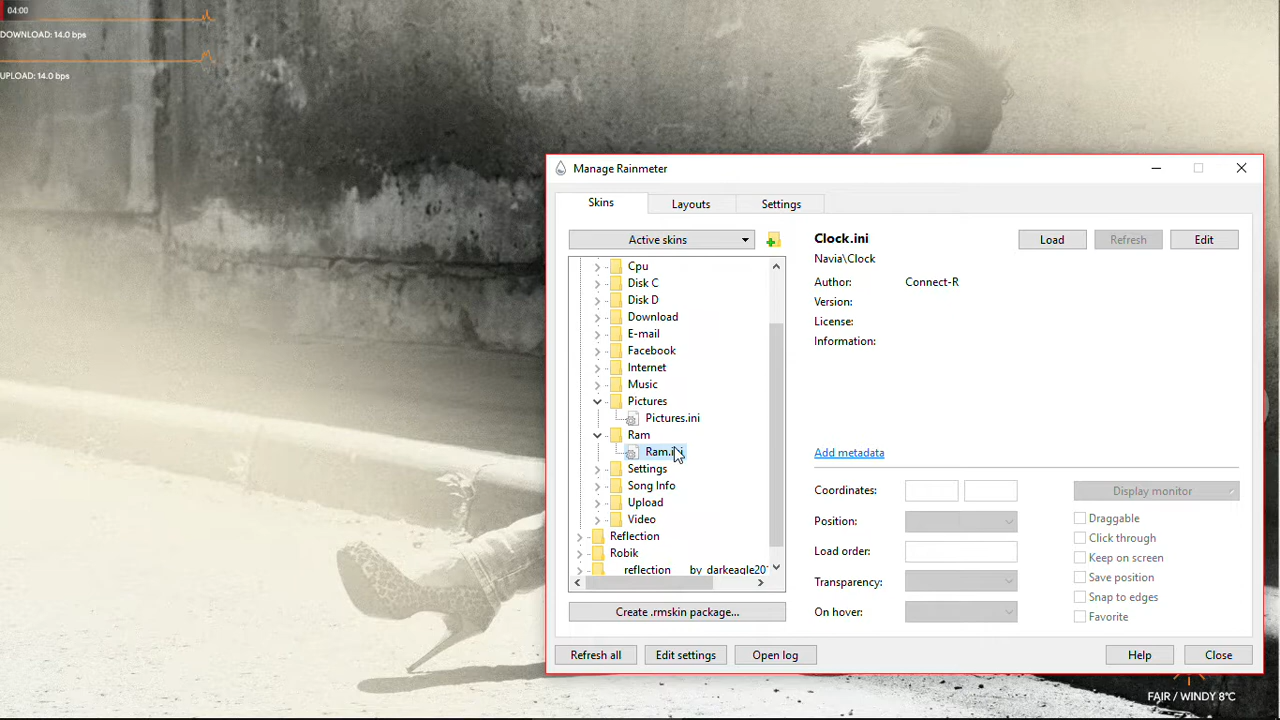 04:00
DOWNLOAD: 14.0 bps
UPLOAD: 14.0 bps
Manage Rainmeter
Skins
Layouts
Settings
Active skins
Cpu
Disk C
Disk D
Download
E-mail
Facebook
Internet
Music
Pictures
Pictures.ini
Ram
Ram.ini
Settings
Song Info
Upload
Video
Reflection
Robik
reflection by darkeagle20
Create .rmskin package...
Clock.ini
Load
Refresh
Edit
Navia\Clock
Author: Connect-R
Version:
License:
Information:
Add metadata
Coordinates:
Position:
Load order:
Transparency:
On hover:
Display monitor
Draggable
Click through
Keep on screen
Save position
Snap to edges
Favorite
Refresh all
Edit settings
Open log
Help
Close
FAIR / WINDY 8°C